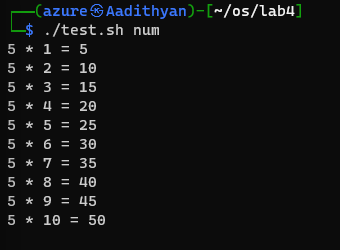 ┌──(azure㉿Aadithyan)-[~/os/lab4]
└─$ ./test.sh num
5 * 1 = 5
5 * 2 = 10
5 * 3 = 15
5 * 4 = 20
5 * 5 = 25
5 * 6 = 30
5 * 7 = 35
5 * 8 = 40
5 * 9 = 45
5 * 10 = 50